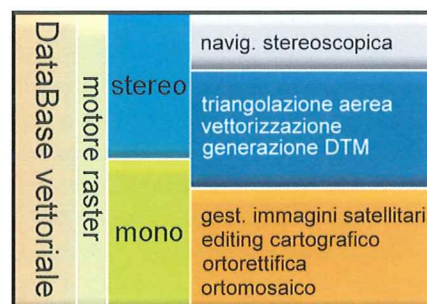 DataBase vettoriale
motore raster
stereo
mono
navig. stereoscopica
triangolazione aerea
vettorizzazione
generazione DTM
gest. immagini satellitari
editing cartografico
ortorettifica
ortomosaico